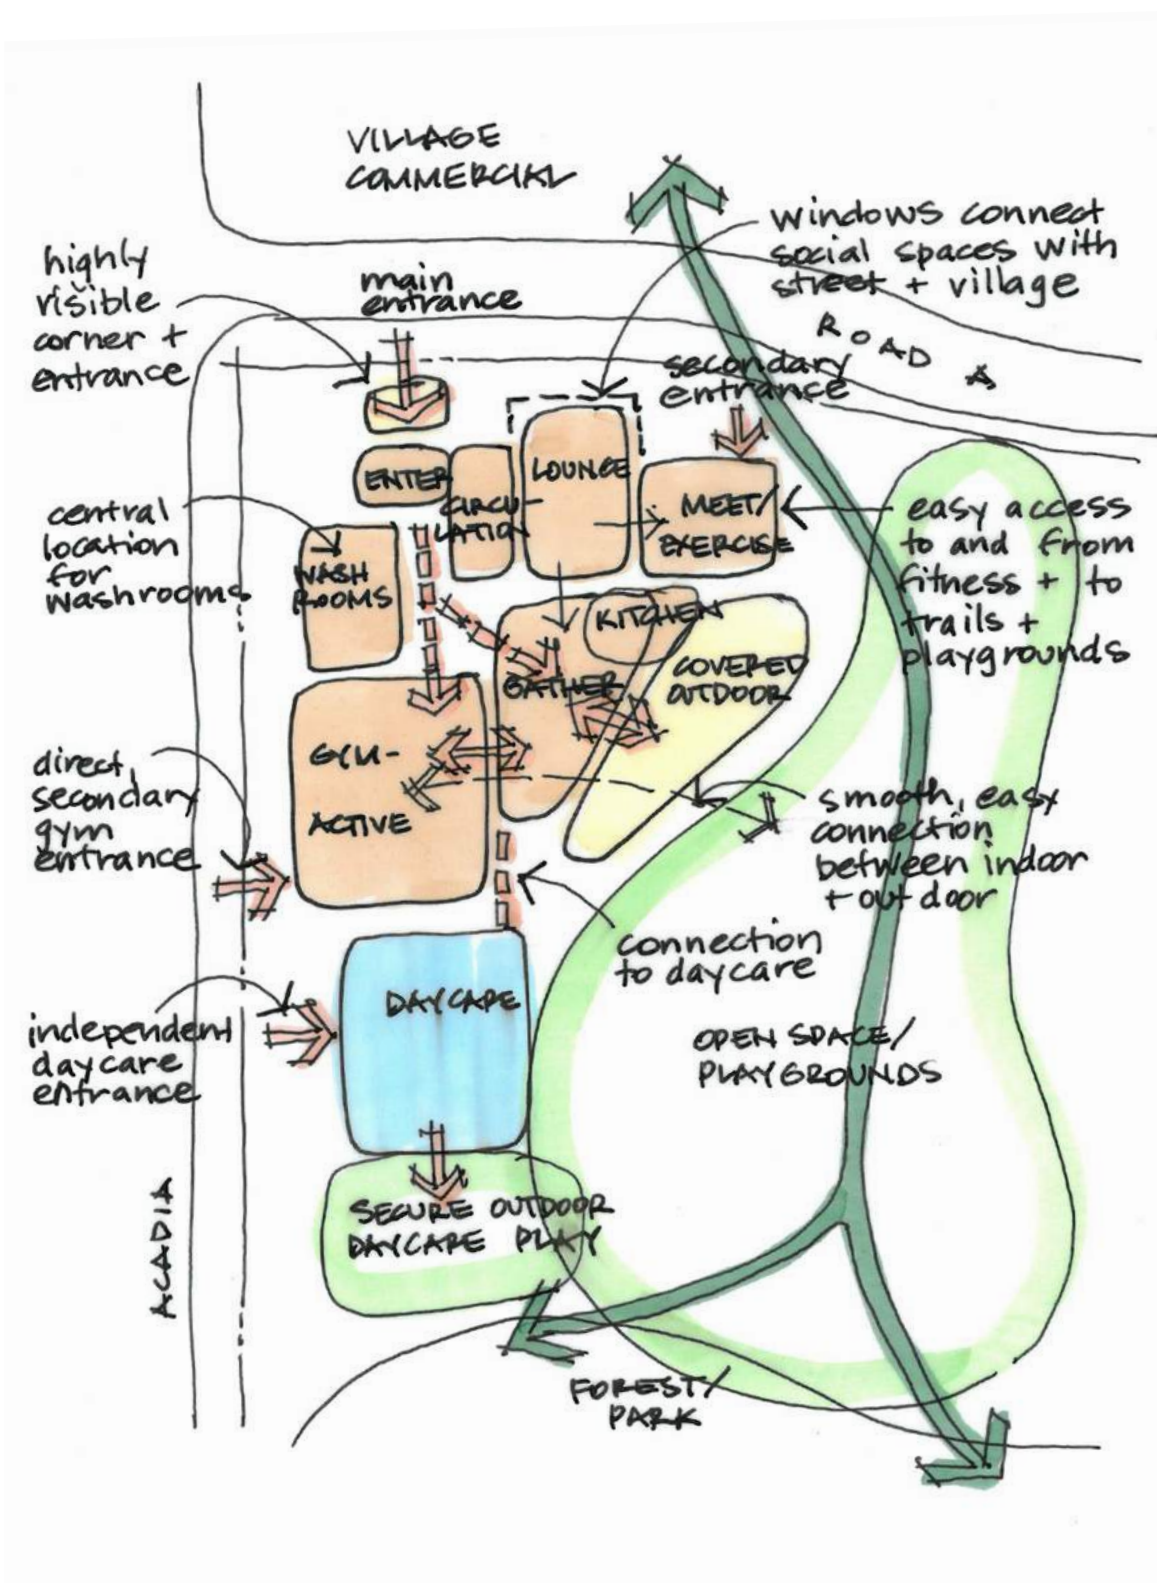 VILLAGE
COMMERCIAL
windows connect
social spaces with
street + village
highly
visible
corner +
entrance
main
entrance
ROAD A
secondary
entrance
ENTER
CIRCU-
LATION
LOUNGE
MEET/
EXERCISE
central
location
for
washrooms
WASH
ROOMS
easy access
to and from
fitness + to
trails +
playgrounds
KITCHEN
GATHER
COVERED
OUTDOOR
GYM-
ACTIVE
direct,
secondary
gym
entrance
smooth, easy
connection
between indoor
+ outdoor
connection
to daycare
DAYCARE
independent
daycare
entrance
OPEN SPACE/
PLAYGROUNDS
SECURE OUTDOOR
DAYCARE PLAY
ACADIA
FOREST/
PARK